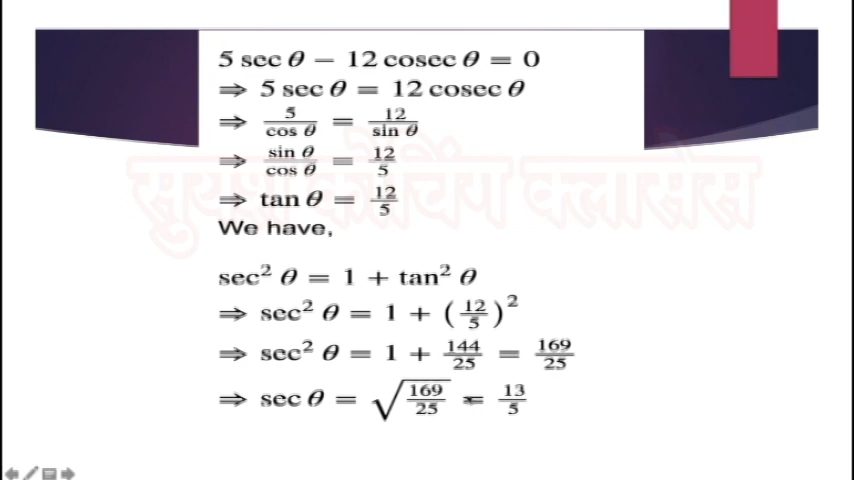 5 sec θ − 12 cosec θ = 0
⇒ 5 sec θ = 12 cosec θ
⇒ 5/cos θ = 12/sin θ
⇒ sin θ/cos θ = 12/5
⇒ tan θ = 12/5
सुयश कोचिंग क्लासेस
We have,
sec² θ = 1 + tan² θ
⇒ sec² θ = 1 + (12/5)²
⇒ sec² θ = 1 + 144/25 = 169/25
⇒ sec θ = √(169/25) = 13/5